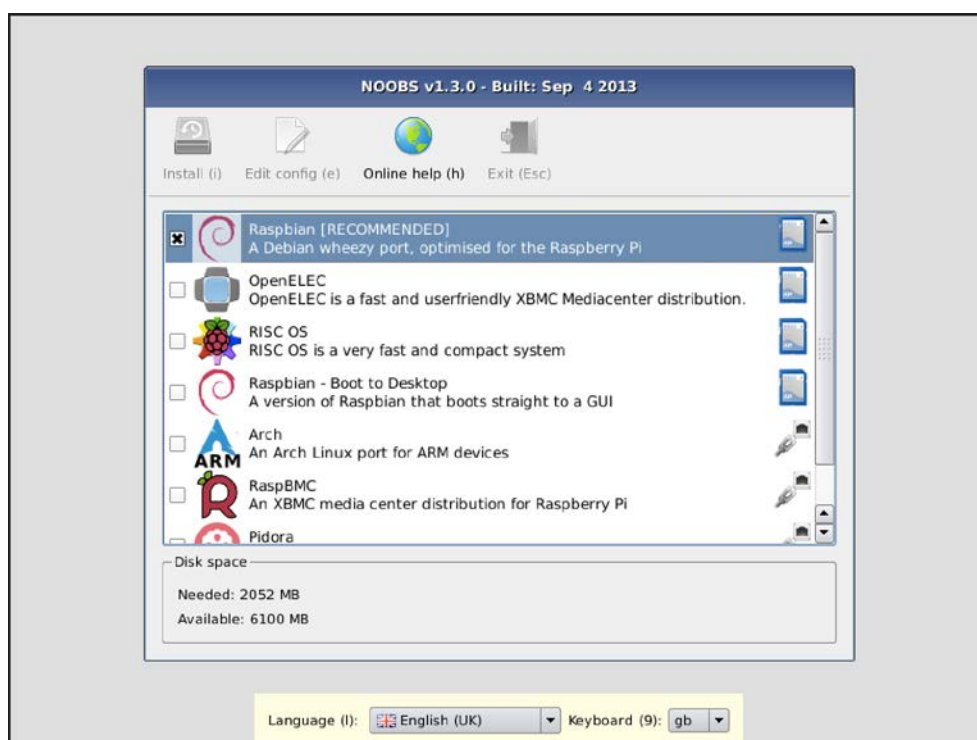 NOOBS v1.3.0 - Built: Sep  4 2013
Install (i)
Edit config (e)
Online help (h)
Exit (Esc)
Raspbian [RECOMMENDED]
A Debian wheezy port, optimised for the Raspberry Pi
OpenELEC
OpenELEC is a fast and userfriendly XBMC Mediacenter distribution.
RISC OS
RISC OS is a very fast and compact system
Raspbian - Boot to Desktop
A version of Raspbian that boots straight to a GUI
ARM
Arch
An Arch Linux port for ARM devices
RaspBMC
An XBMC media center distribution for Raspberry Pi
Pidora
Disk space
Needed: 2052 MB
Available: 6100 MB
Language (l): English (UK) Keyboard (9): gb